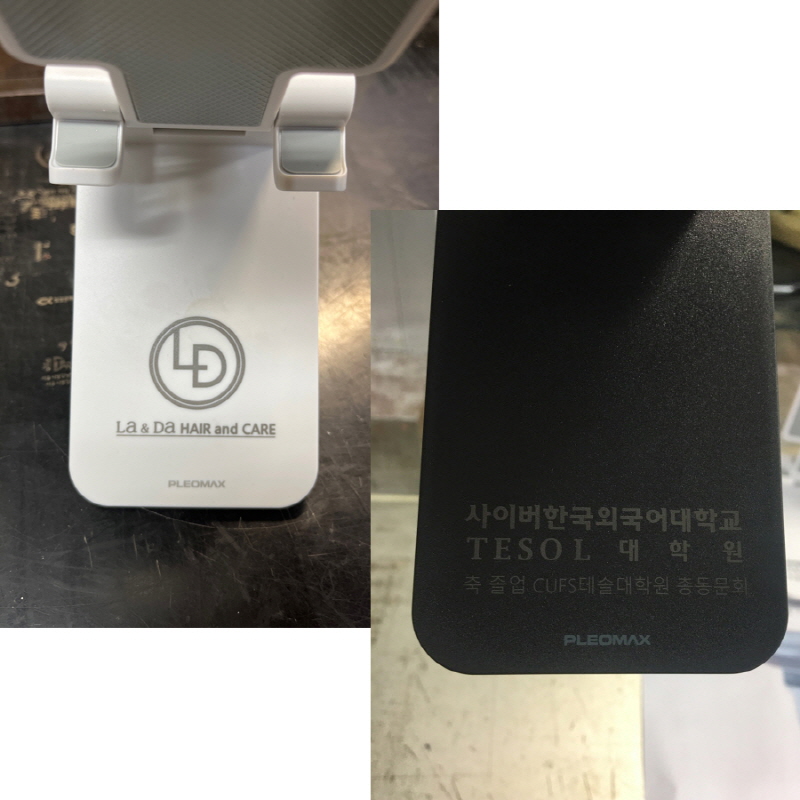 LD
La & Da HAIR and CARE
PLEOMAX
사이버한국외국어대학교
TESOL 대 학 원
축 졸업 CUFS테솔대학원 총동문회
PLEOMAX